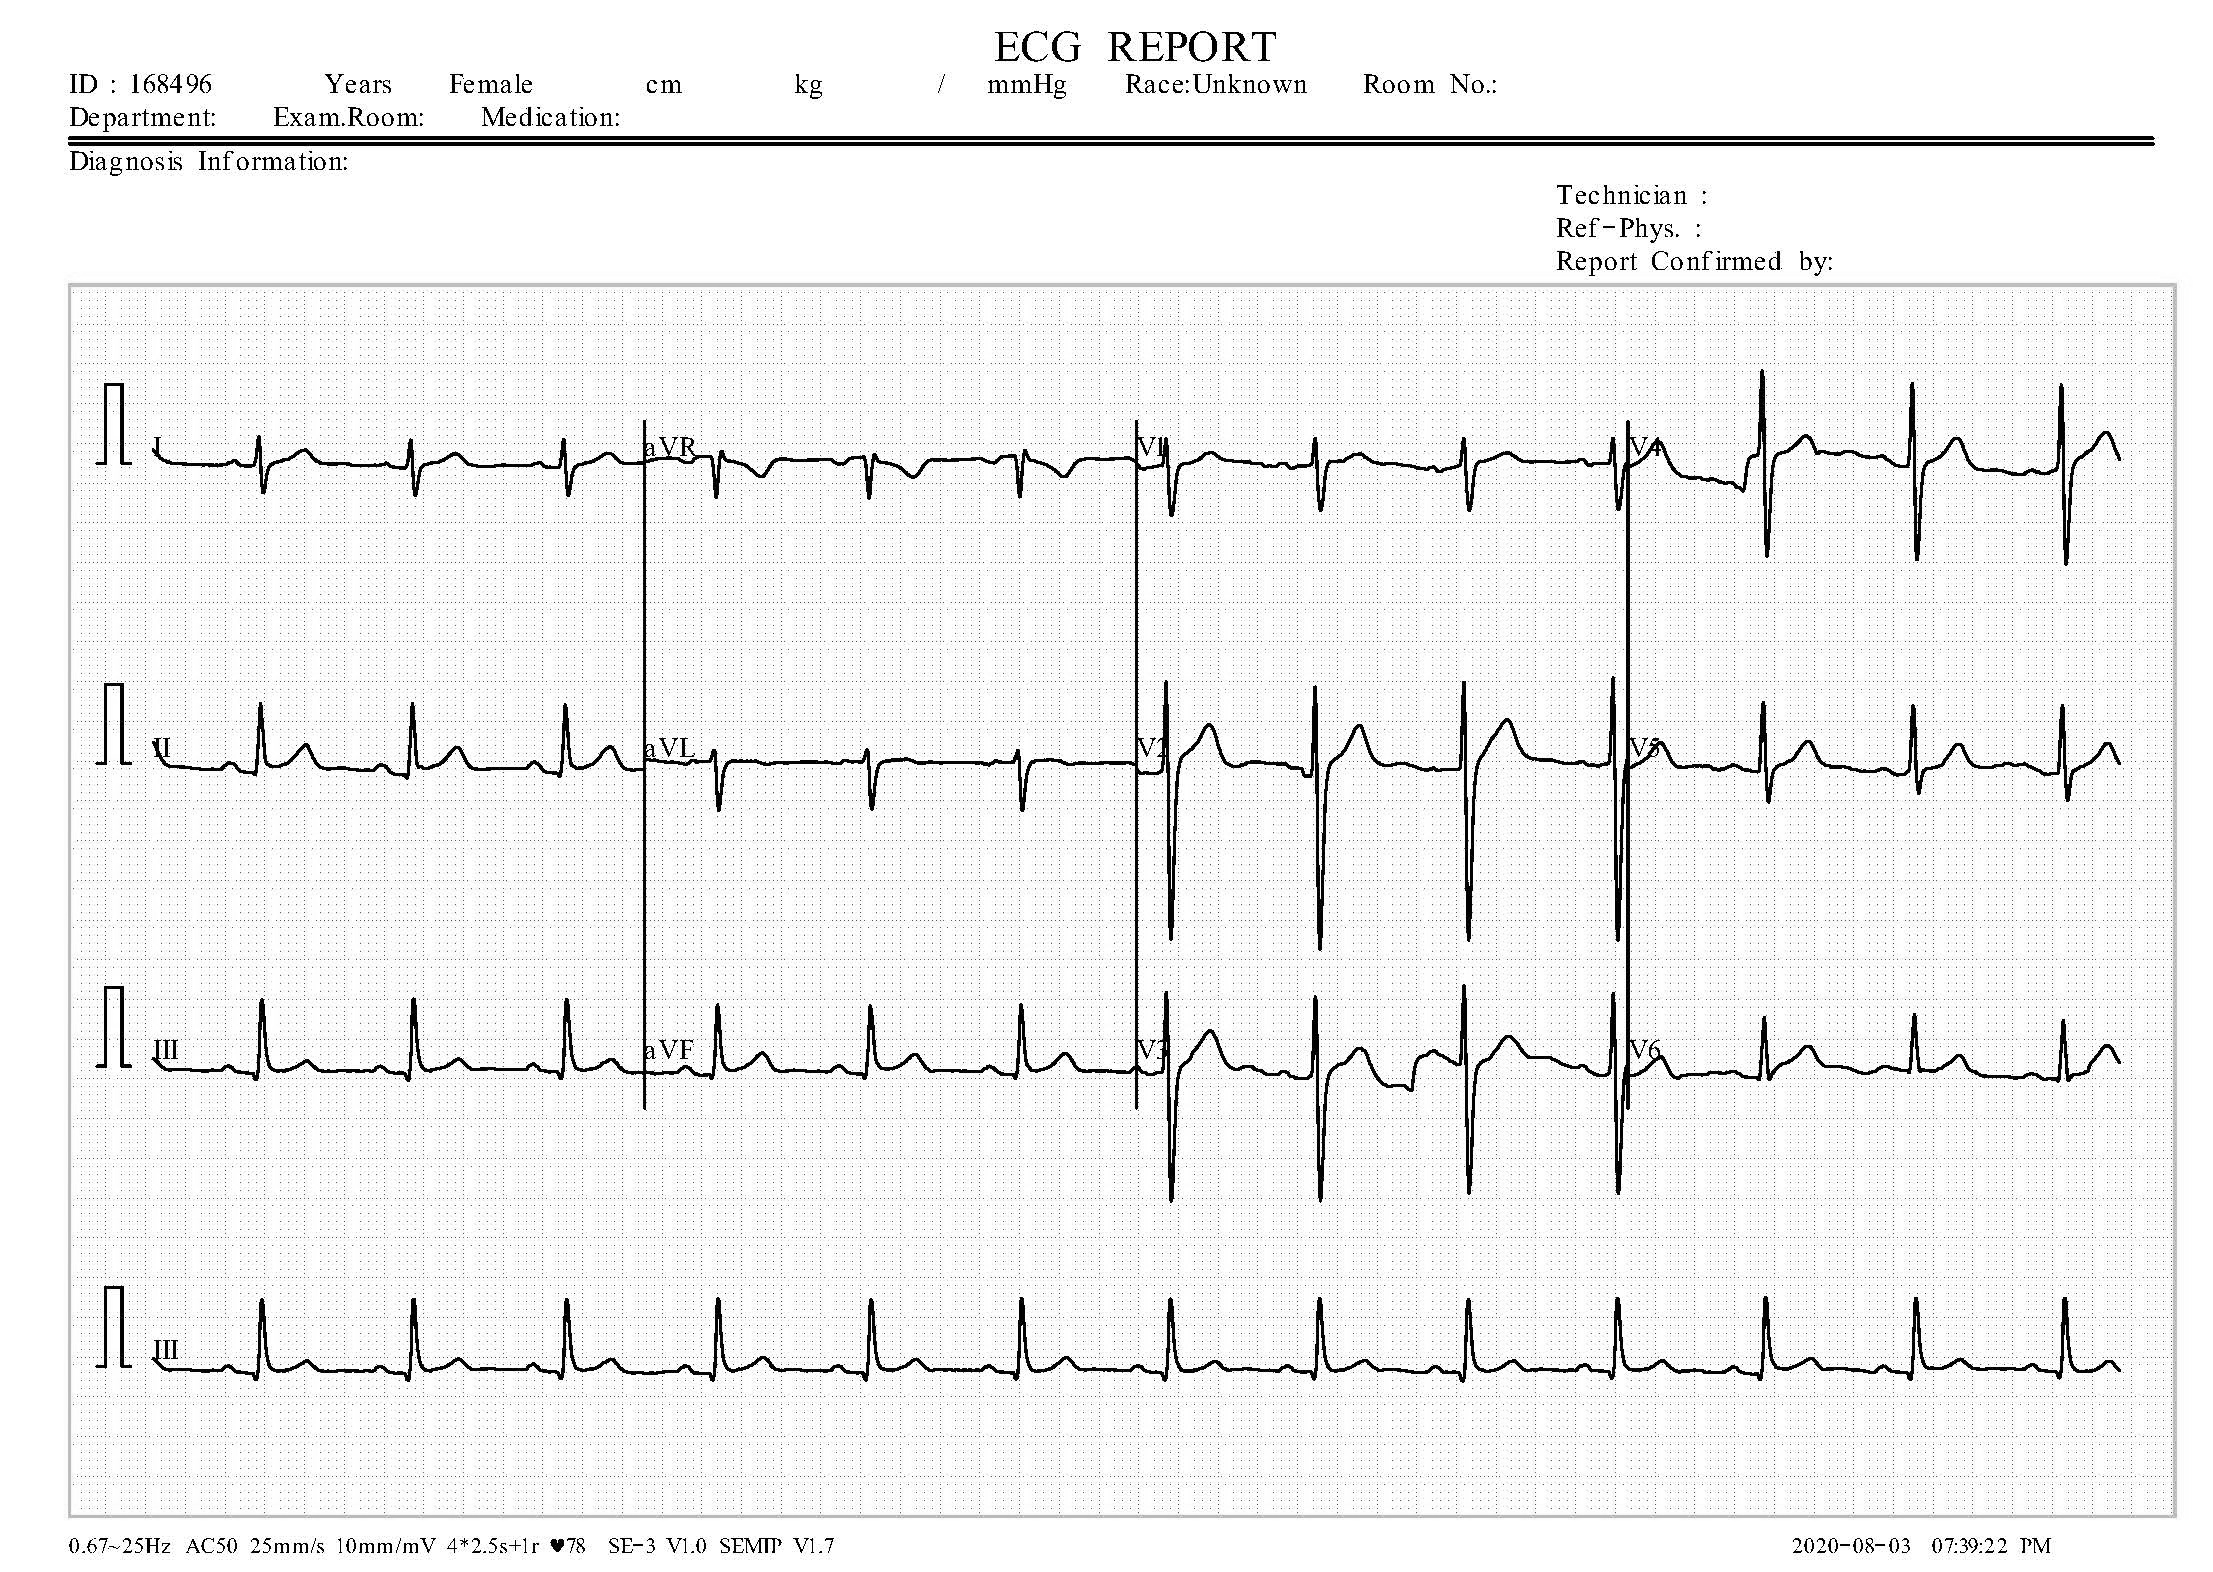 ECG REPORT
ID : 168496 Years Female cm kg / mmHg Race:Unknown Room No.:
Department: Exam.Room: Medication:
Diagnosis Information:
Technician :
Ref-Phys. :
Report Confirmed by:
I aVR V1 V4
II aVL V2 V5
III aVF V3 V6
III
0.67~25Hz AC50 25mm/s 10mm/mV 4*2.5s+1r ♥78 SE-3 V1.0 SEMIP V1.7 2020-08-03 07:39:22 PM